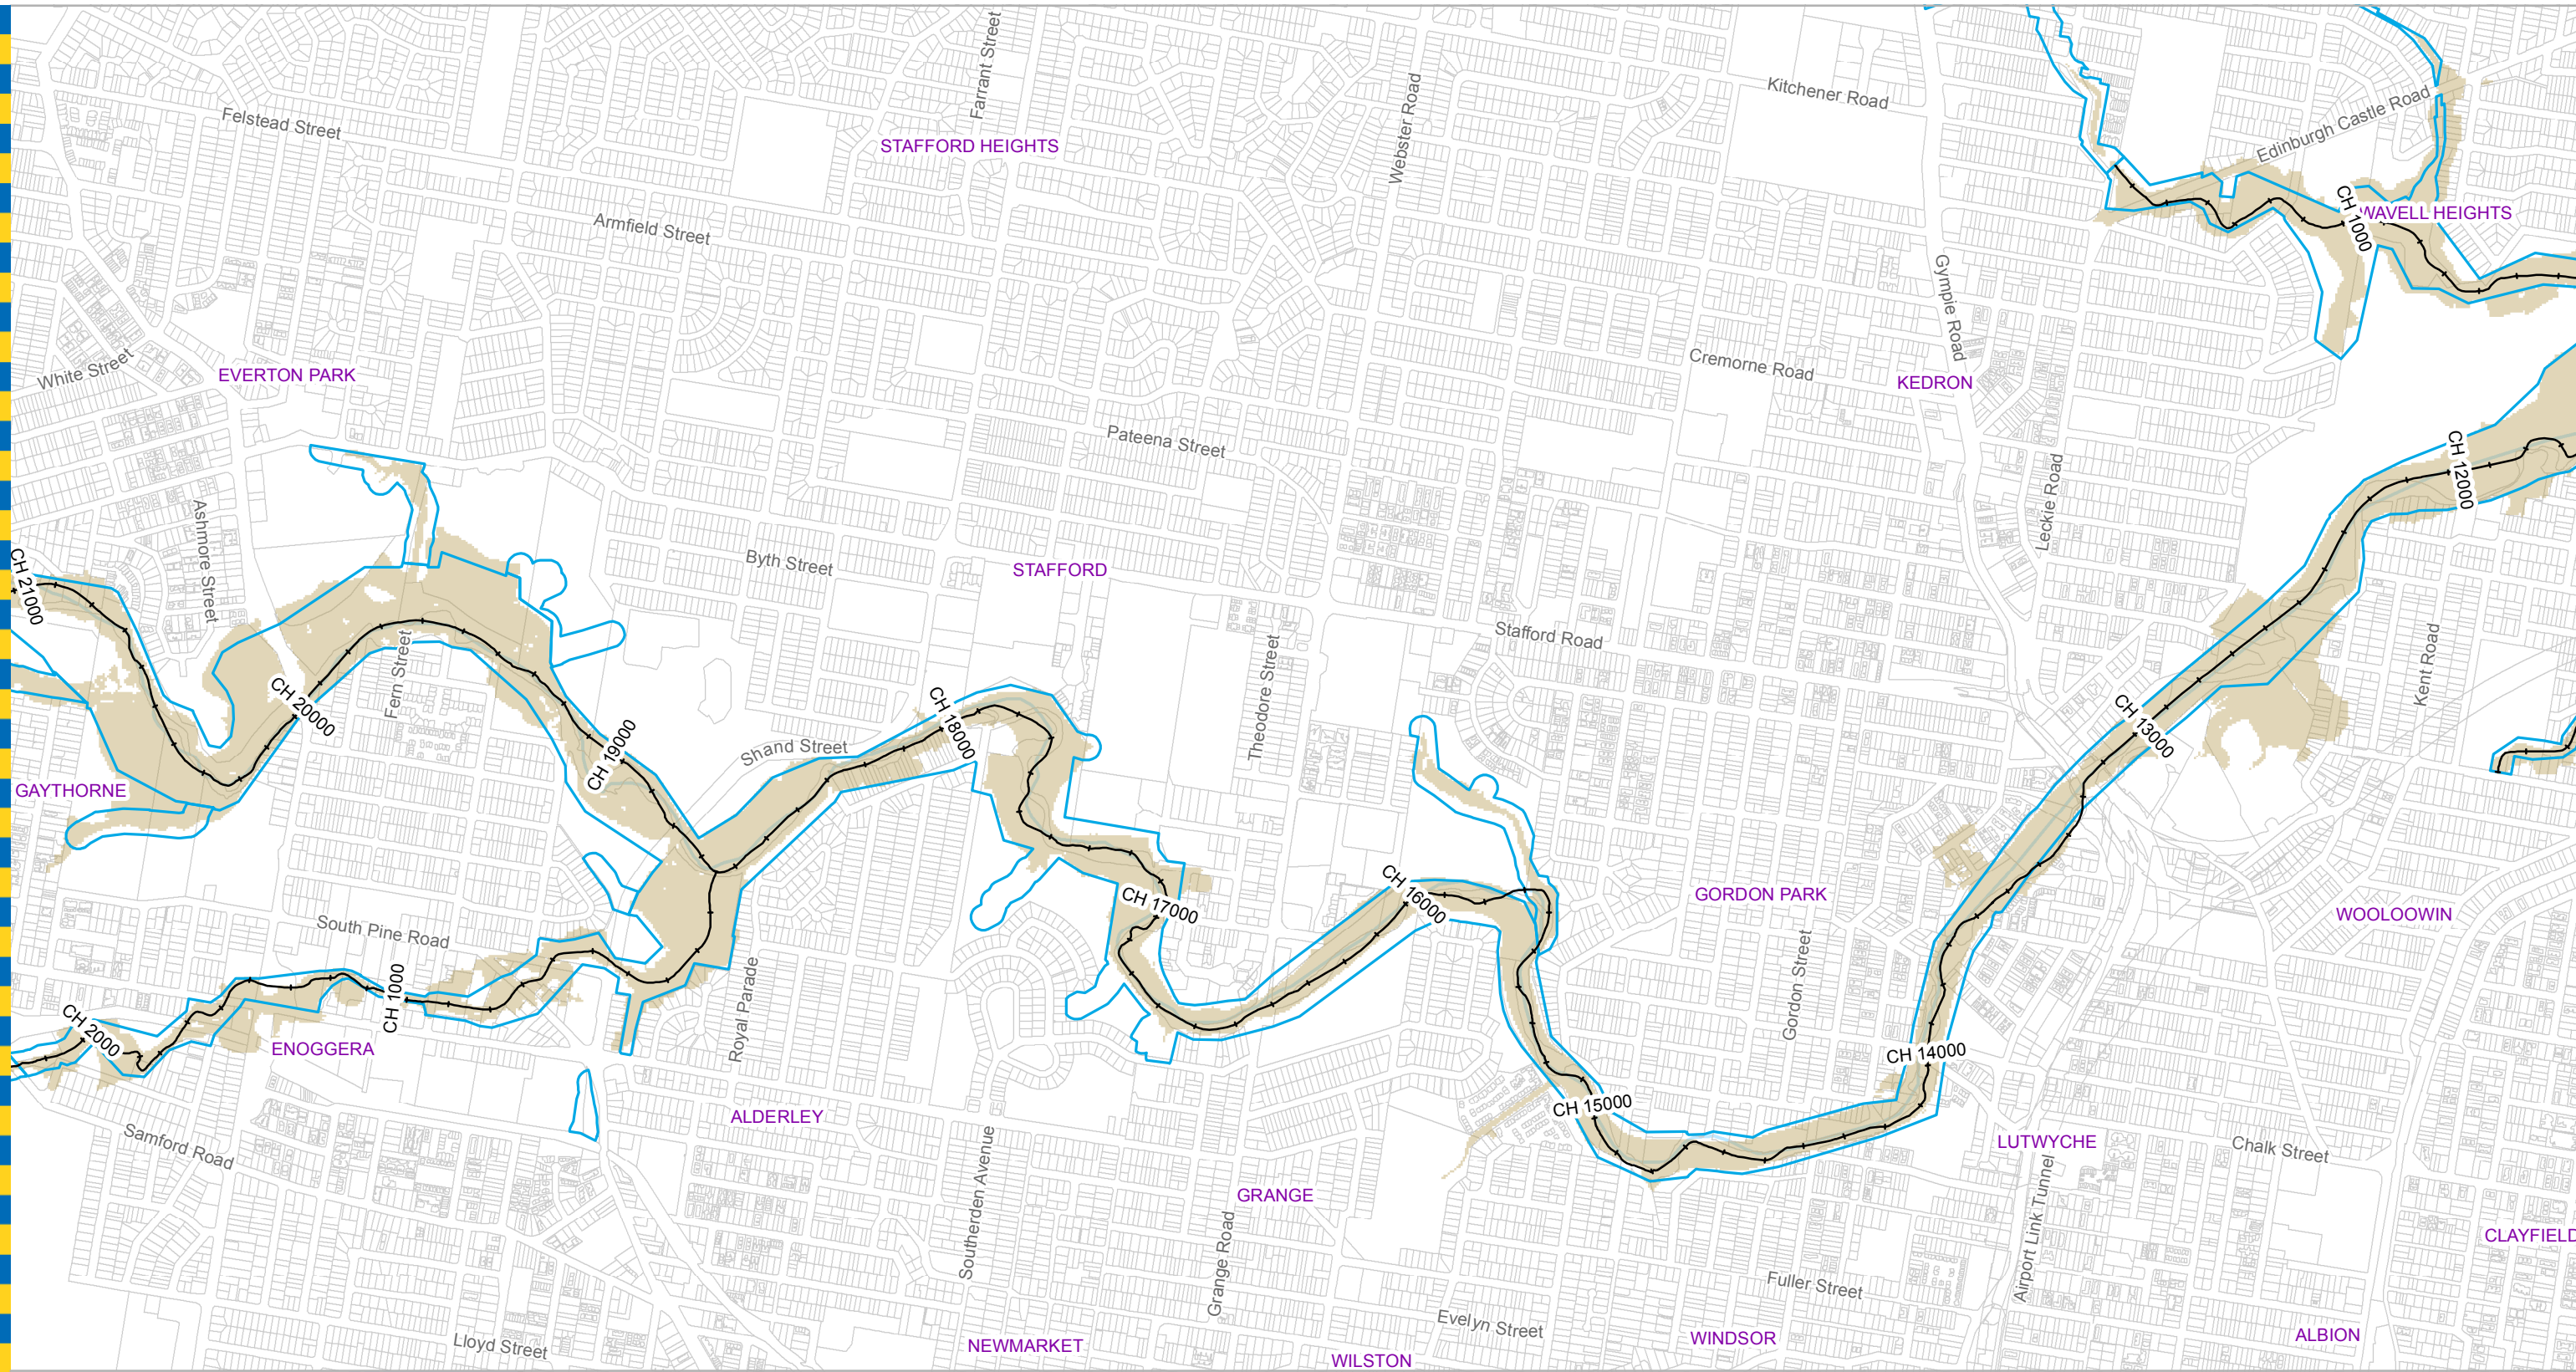 Farrant Street
Webster Road
Kitchener Road
Edinburgh Castle Road
Felstead Street
STAFFORD HEIGHTS
CH 1000
WAVELL HEIGHTS
Armfield Street
Gympie Road
White Street
EVERTON PARK
Cremorne Road
KEDRON
Pateena Street
CH 12000
Leckie Road
Ashmore Street
CH 21000
Byth Street
STAFFORD
Stafford Road
Theodore Street
Kent Road
Fern Street
CH 20000
CH 19000
Shand Street
CH 18000
CH 13000
GAYTHORNE
CH 16000
CH 17000
GORDON PARK
WOOLOOWIN
South Pine Road
Gordon Street
CH 1000
Royal Parade
CH 2000
ENOGGERA
CH 14000
CH 15000
ALDERLEY
Samford Road
LUTWYCHE
Chalk Street
Southerden Avenue
GRANGE
Airport Link Tunnel
Grange Road
CLAYFIELD
Fuller Street
Evelyn Street
Lloyd Street
NEWMARKET
WILSTON
WINDSOR
ALBION